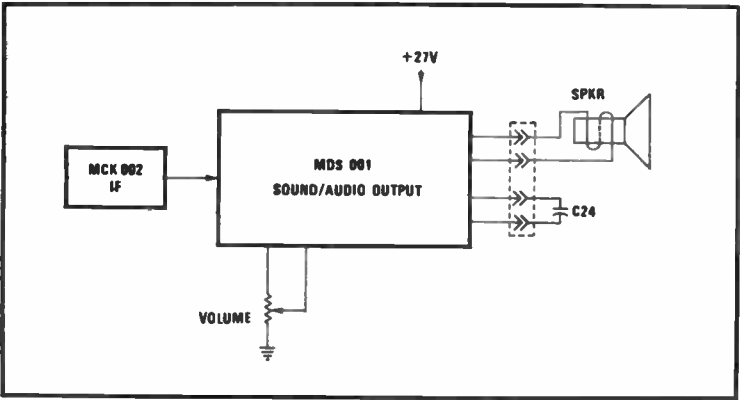 +27V
SPKR
MCK 002
IF
MDS 001
SOUND/AUDIO OUTPUT
C24
VOLUME